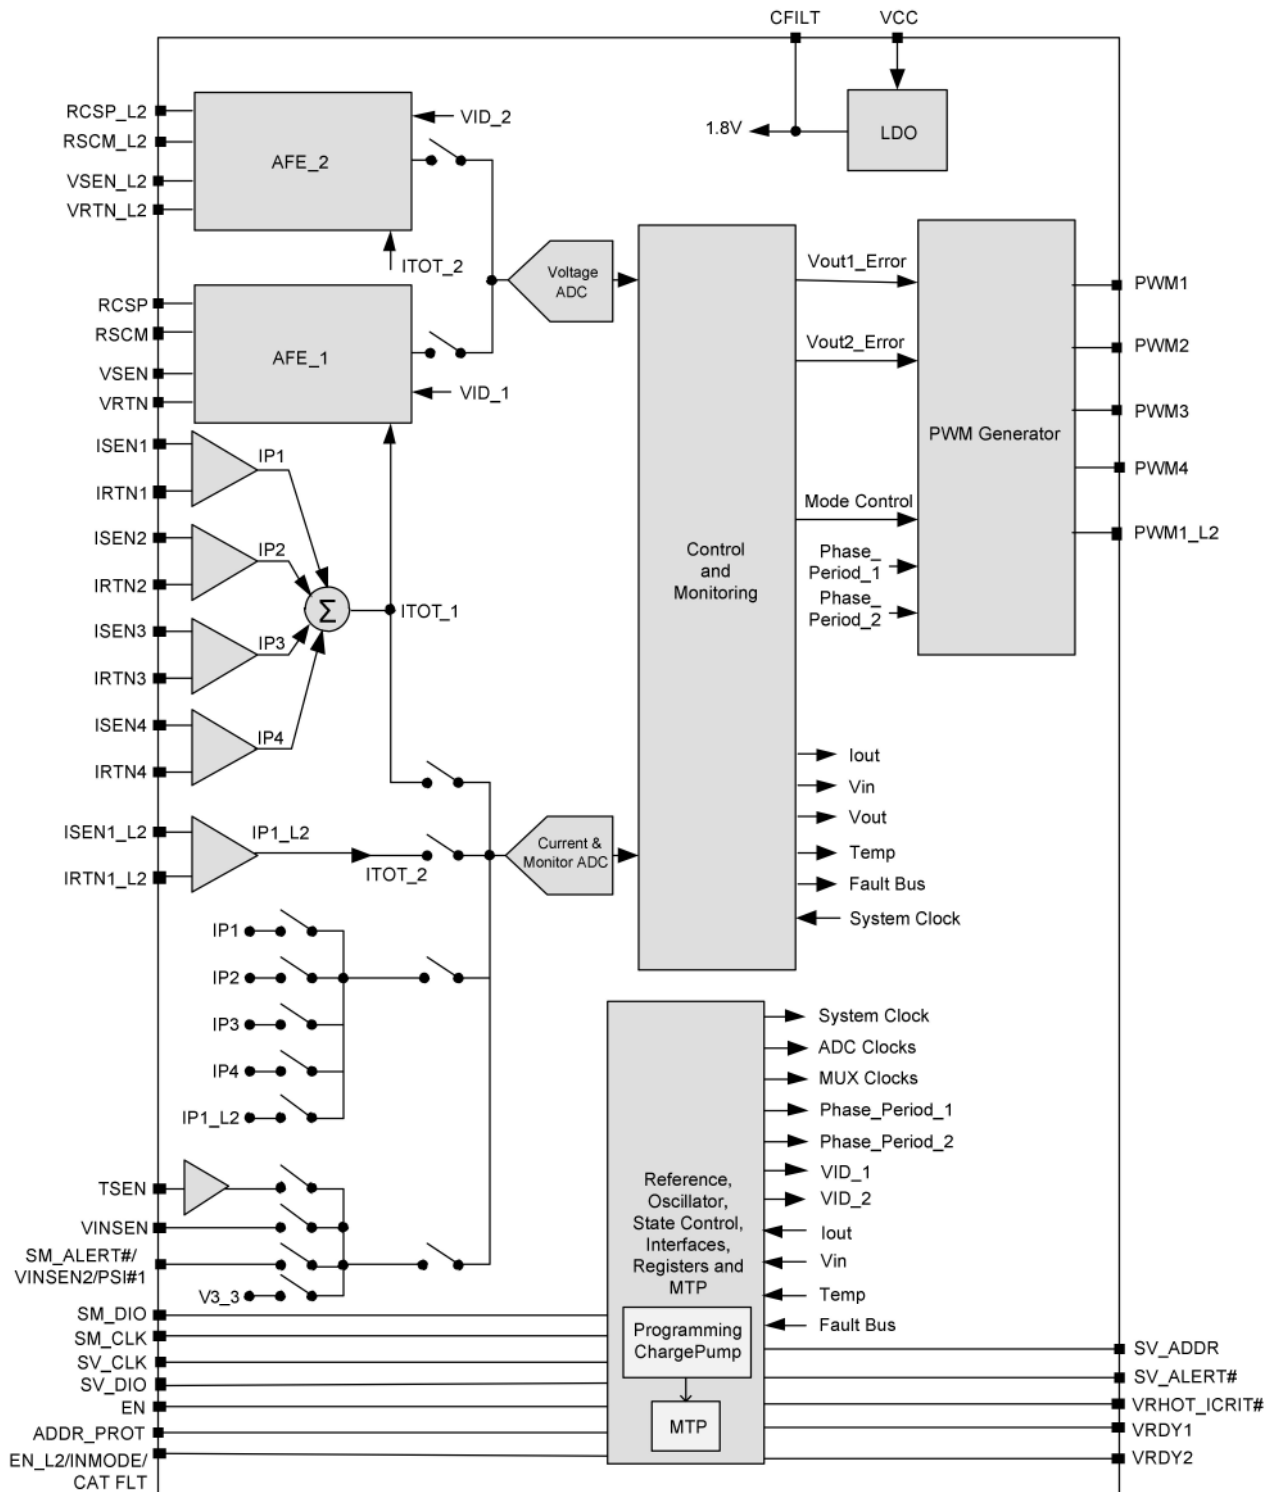 CFILT
VCC
RCSP_L2
RSCM_L2
VSEN_L2
VRTN_L2
AFE_2
VID_2
ITOT_2
1.8V
LDO
RCSP
RSCM
VSEN
VRTN
AFE_1
VID_1
Voltage
ADC
ISEN1
IRTN1
IP1
ISEN2
IRTN2
IP2
ISEN3
IRTN3
IP3
ISEN4
IRTN4
IP4
Σ
ITOT_1
ISEN1_L2
IRTN1_L2
IP1_L2
ITOT_2
Current &
Monitor ADC
Control
and
Monitoring
Vout1_Error
Vout2_Error
Mode Control
Phase_
Period_1
Phase_
Period_2
PWM Generator
PWM1
PWM2
PWM3
PWM4
PWM1_L2
Iout
Vin
Vout
Temp
Fault Bus
System Clock
IP1
IP2
IP3
IP4
IP1_L2
TSEN
VINSEN
SM_ALERT#/
VINSEN2/PSI#1
V3_3
SM_DIO
SM_CLK
SV_CLK
SV_DIO
EN
ADDR_PROT
EN_L2/INMODE/
CAT FLT
Reference,
Oscillator,
State Control,
Interfaces,
Registers and
MTP
Programming
ChargePump
MTP
System Clock
ADC Clocks
MUX Clocks
Phase_Period_1
Phase_Period_2
VID_1
VID_2
Iout
Vin
Temp
Fault Bus
SV_ADDR
SV_ALERT#
VRHOT_ICRIT#
VRDY1
VRDY2